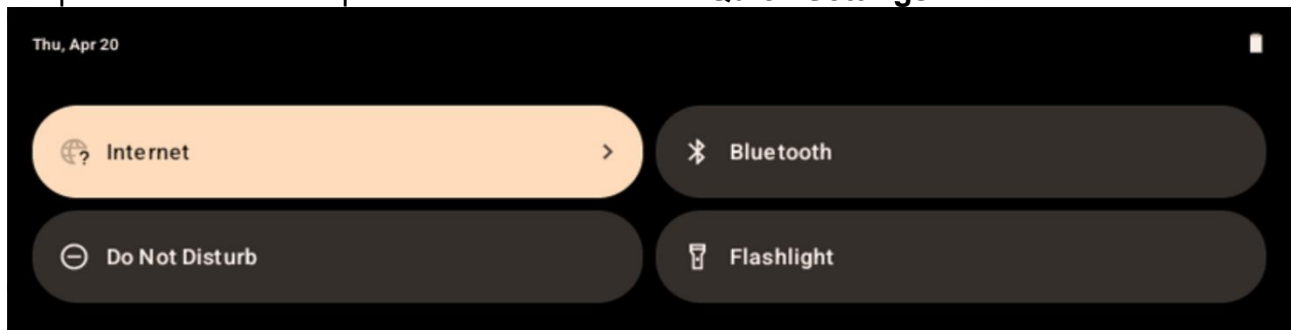 Thu, Apr 20
Internet
Bluetooth
Do Not Disturb
Flashlight